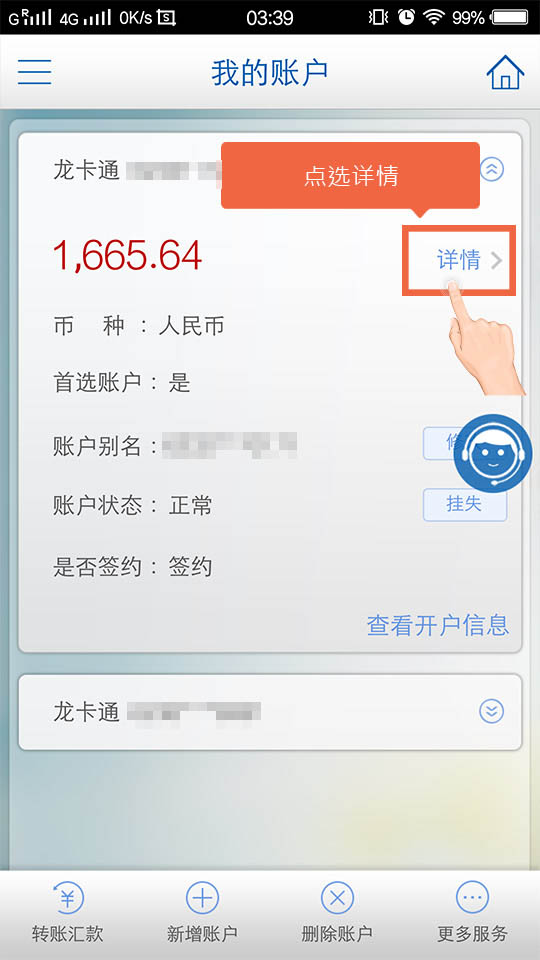 G R 4G 0K/s 03:39 99%
我的账户
龙卡通
点选详情
1,665.64
详情
币 种 : 人民币
首选账户 : 是
账户别名 :
账户状态 : 正常
挂失
是否签约 : 签约
查看开户信息
龙卡通
转账汇款 新增账户 删除账户 更多服务